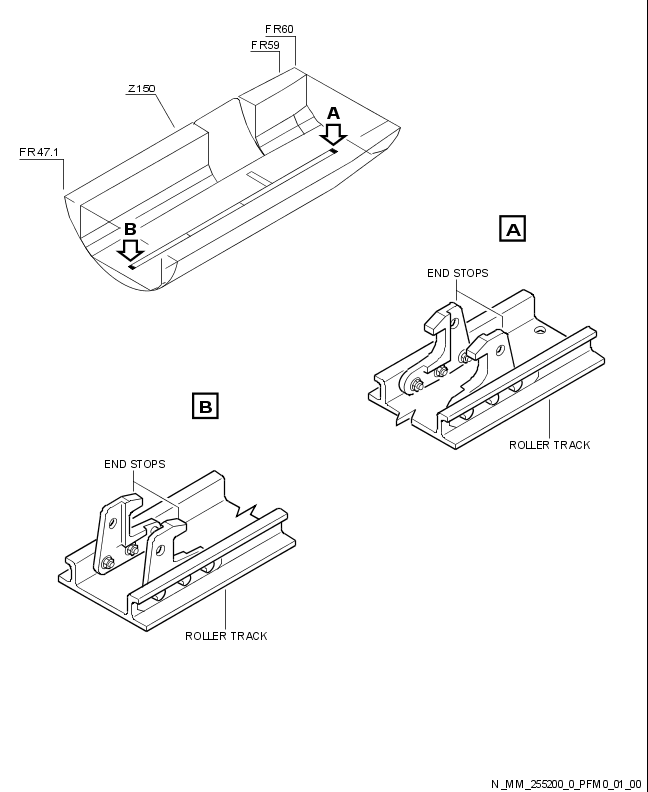 FR60
FR59
Z150
A
FR47.1
B
A
END STOPS
B
ROLLER TRACK
END STOPS
ROLLER TRACK
N_MM_255200_0_PFM0_01_00